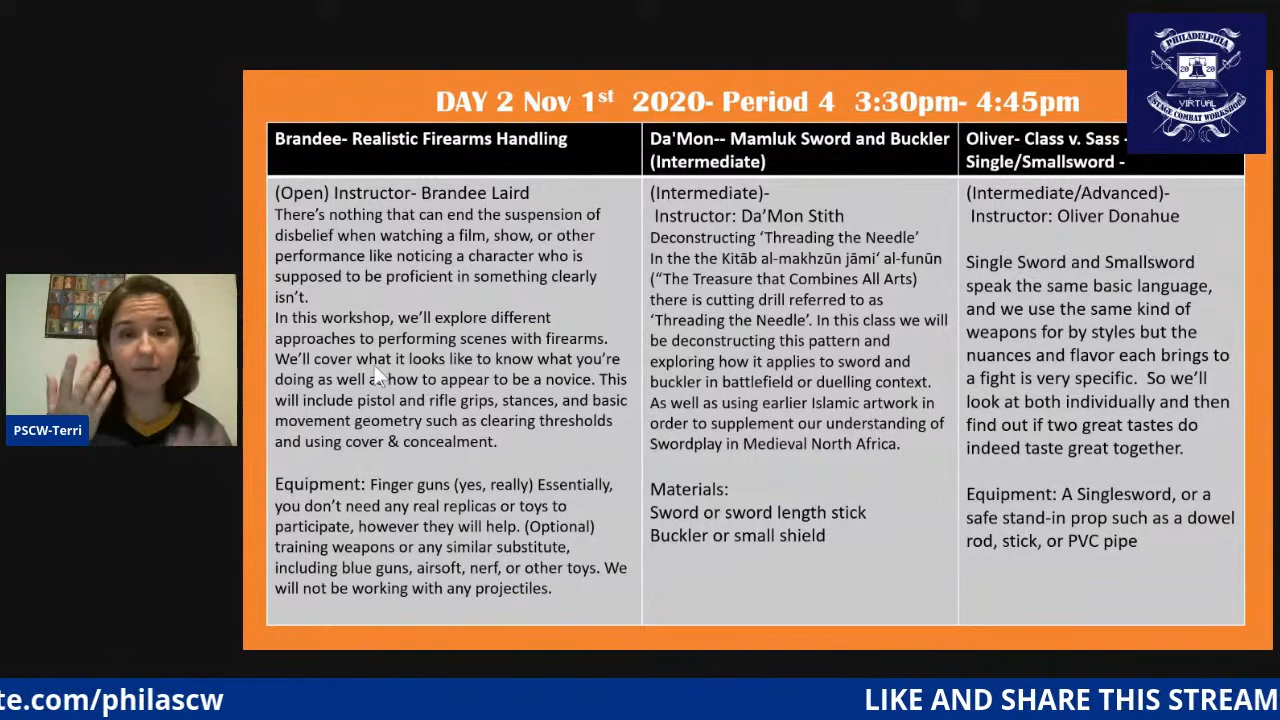 PHILADELPHIA
20 20
VIRTUAL
STAGE COMBAT WORKSHOP
DAY 2 Nov 1st 2020- Period 4 3:30pm- 4:45pm
Brandee- Realistic Firearms Handling
(Open) Instructor- Brandee Laird
There's nothing that can end the suspension of
disbelief when watching a film, show, or other
performance like noticing a character who is
supposed to be proficient in something clearly
isn't.
In this workshop, we'll explore different
approaches to performing scenes with firearms.
We'll cover what it looks like to know what you're
doing as well as how to appear to be a novice. This
will include pistol and rifle grips, stances, and basic
movement geometry such as clearing thresholds
and using cover & concealment.
Equipment: Finger guns (yes, really) Essentially,
you don't need any real replicas or toys to
participate, however they will help. (Optional)
training weapons or any similar substitute,
including blue guns, airsoft, nerf, or other toys. We
will not be working with any projectiles.
Da'Mon-- Mamluk Sword and Buckler
(Intermediate)
(Intermediate)-
Instructor: Da'Mon Stith
Deconstructing 'Threading the Needle'
In the the Kitāb al-makhzūn jāmi' al-funūn
("The Treasure that Combines All Arts)
there is cutting drill referred to as
'Threading the Needle'. In this class we will
be deconstructing this pattern and
exploring how it applies to sword and
buckler in battlefield or duelling context.
As well as using earlier Islamic artwork in
order to supplement our understanding of
Swordplay in Medieval North Africa.
Materials:
Sword or sword length stick
Buckler or small shield
Oliver- Class v. Sass -
Single/Smallsword -
(Intermediate/Advanced)-
Instructor: Oliver Donahue
Single Sword and Smallsword
speak the same basic language,
and we use the same kind of
weapons for by styles but the
nuances and flavor each brings to
a fight is very specific. So we'll
look at both individually and then
find out if two great tastes do
indeed taste great together.
Equipment: A Singlesword, or a
safe stand-in prop such as a dowel
rod, stick, or PVC pipe
PSCW-Terri
te.com/philascw
LIKE AND SHARE THIS STREAM